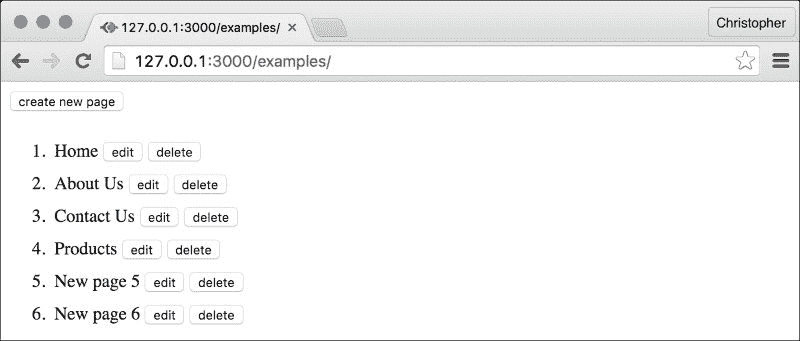 127.0.0.1:3000/examples/
Christopher
127.0.0.1:3000/examples/
create new page
1. Home edit delete
2. About Us edit delete
3. Contact Us edit delete
4. Products edit delete
5. New page 5 edit delete
6. New page 6 edit delete